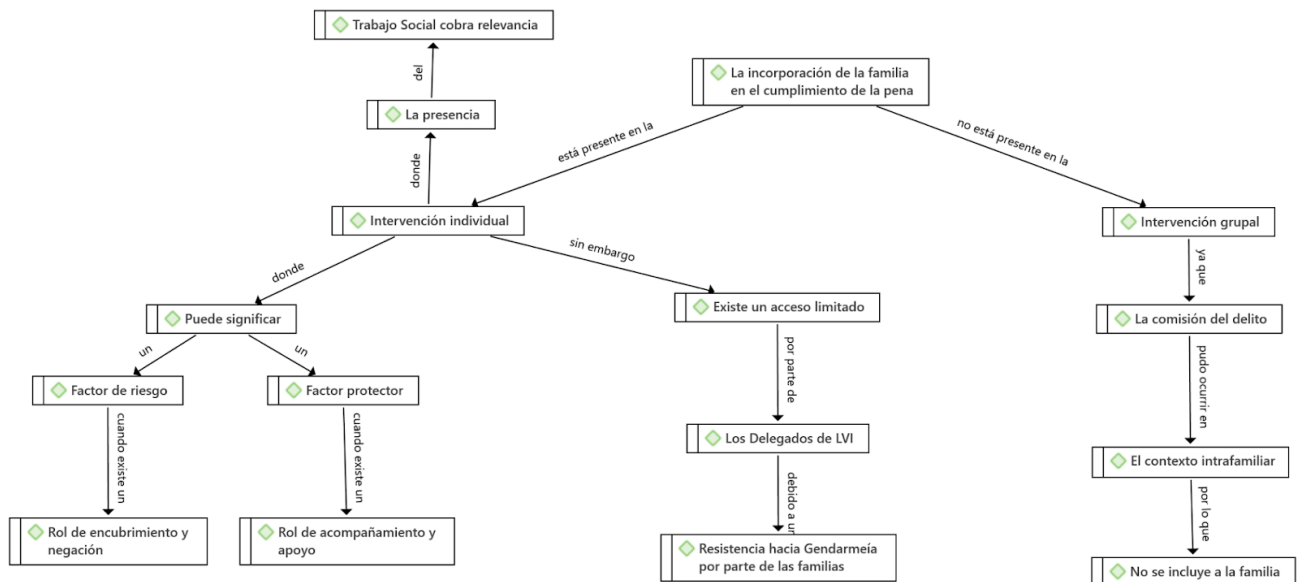 Trabajo Social cobra relevancia
del
La presencia
donde
La incorporación de la familia
en el cumplimiento de la pena
está presente en la
no está presente en la
Intervención individual
Intervención grupal
donde
sin embargo
ya que
Puede significar
Existe un acceso limitado
La comisión del delito
un
un
por parte de
pudo ocurrir en
Factor de riesgo
Factor protector
cuando existe un
cuando existe un
Los Delegados de LVI
El contexto intrafamiliar
debido a un
por lo que
Rol de encubrimiento y
negación
Rol de acompañamiento y
apoyo
Resistencia hacia Gendarmeía
por parte de las familias
No se incluye a la familia